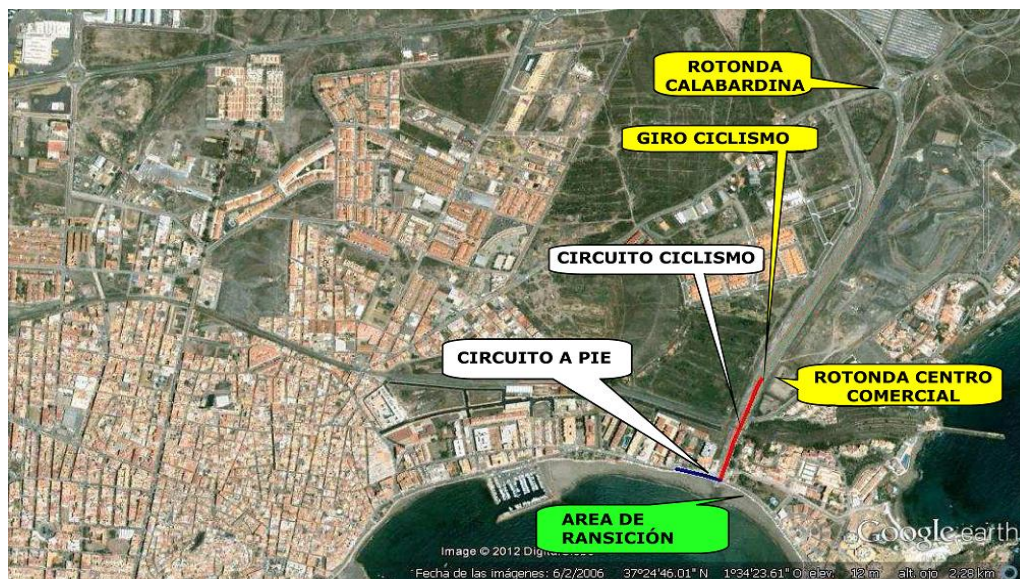 ROTONDA
CALABARDINA
GIRO CICLISMO
CIRCUITO CICLISMO
CIRCUITO A PIE
ROTONDA CENTRO
COMERCIAL
AREA DE
RANSICIÓN
Google earth
Image © 2012
Fecha de las imágenes: 6/2/2006 37°24'46.01" N 1°34'23.61" O elev. 12 m alt. ojo 2.28 km